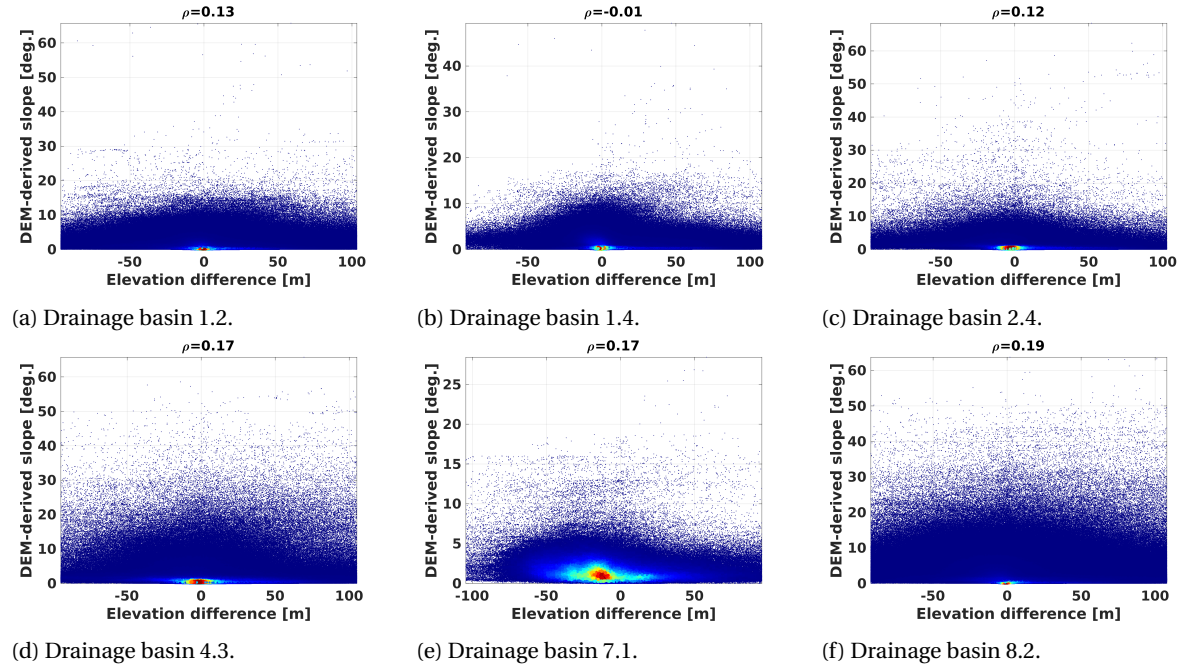 ρ=0.13
DEM-derived slope [deg.]
60
50
40
30
20
10
0
-50 0 50 100
Elevation difference [m]
(a) Drainage basin 1.2.
ρ=-0.01
DEM-derived slope [deg.]
40
30
20
10
0
-50 0 50 100
Elevation difference [m]
(b) Drainage basin 1.4.
ρ=0.12
DEM-derived slope [deg.]
60
50
40
30
20
10
0
-50 0 50 100
Elevation difference [m]
(c) Drainage basin 2.4.
ρ=0.17
DEM-derived slope [deg.]
60
50
40
30
20
10
0
-50 0 50 100
Elevation difference [m]
(d) Drainage basin 4.3.
ρ=0.17
DEM-derived slope [deg.]
25
20
15
10
5
0
-100 -50 0 50
Elevation difference [m]
(e) Drainage basin 7.1.
ρ=0.19
DEM-derived slope [deg.]
60
50
40
30
20
10
0
-50 0 50 100
Elevation difference [m]
(f) Drainage basin 8.2.